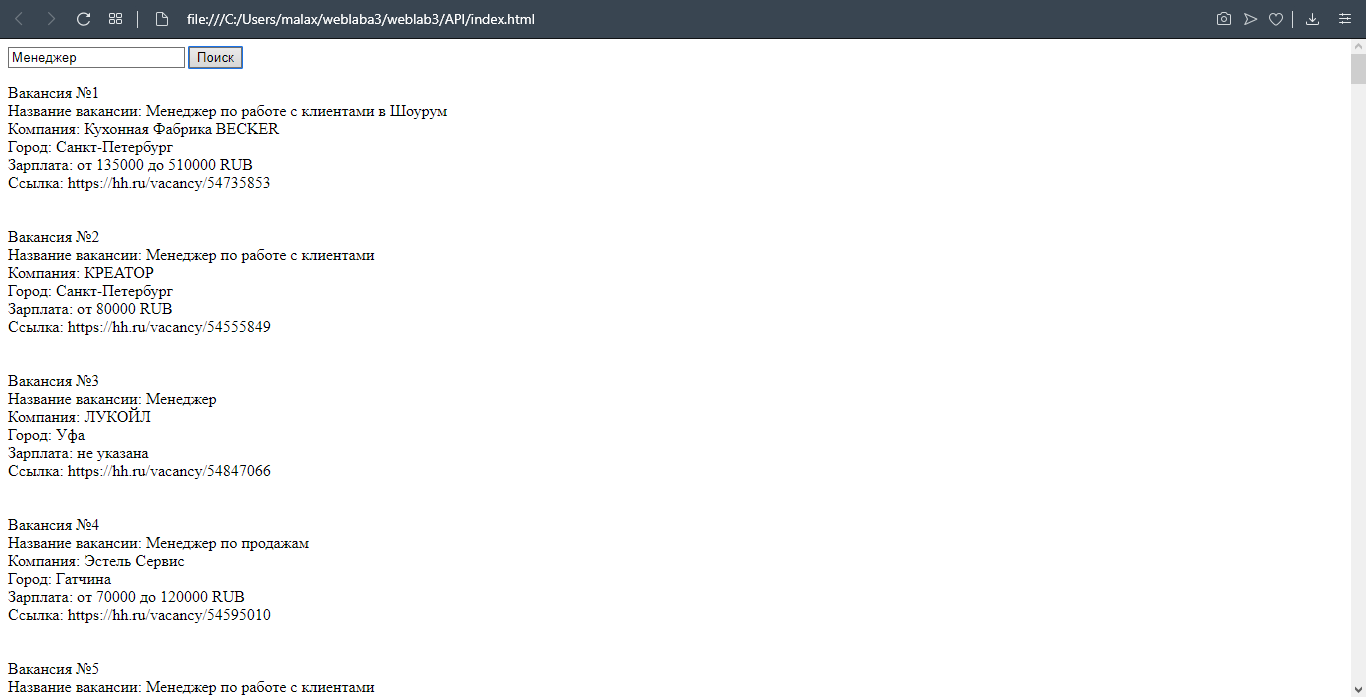 file:///C:/Users/malax/weblaba3/weblab3/API/index.html
Менеджер Поиск
Вакансия №1
Название вакансии: Менеджер по работе с клиентами в Шоурум
Компания: Кухонная Фабрика BECKER
Город: Санкт-Петербург
Зарплата: от 135000 до 510000 RUB
Ссылка: https://hh.ru/vacancy/54735853
Вакансия №2
Название вакансии: Менеджер по работе с клиентами
Компания: КРЕАТОР
Город: Санкт-Петербург
Зарплата: от 80000 RUB
Ссылка: https://hh.ru/vacancy/54555849
Вакансия №3
Название вакансии: Менеджер
Компания: ЛУКОЙЛ
Город: Уфа
Зарплата: не указана
Ссылка: https://hh.ru/vacancy/54847066
Вакансия №4
Название вакансии: Менеджер по продажам
Компания: Эстель Сервис
Город: Гатчина
Зарплата: от 70000 до 120000 RUB
Ссылка: https://hh.ru/vacancy/54595010
Вакансия №5
Название вакансии: Менеджер по работе с клиентами